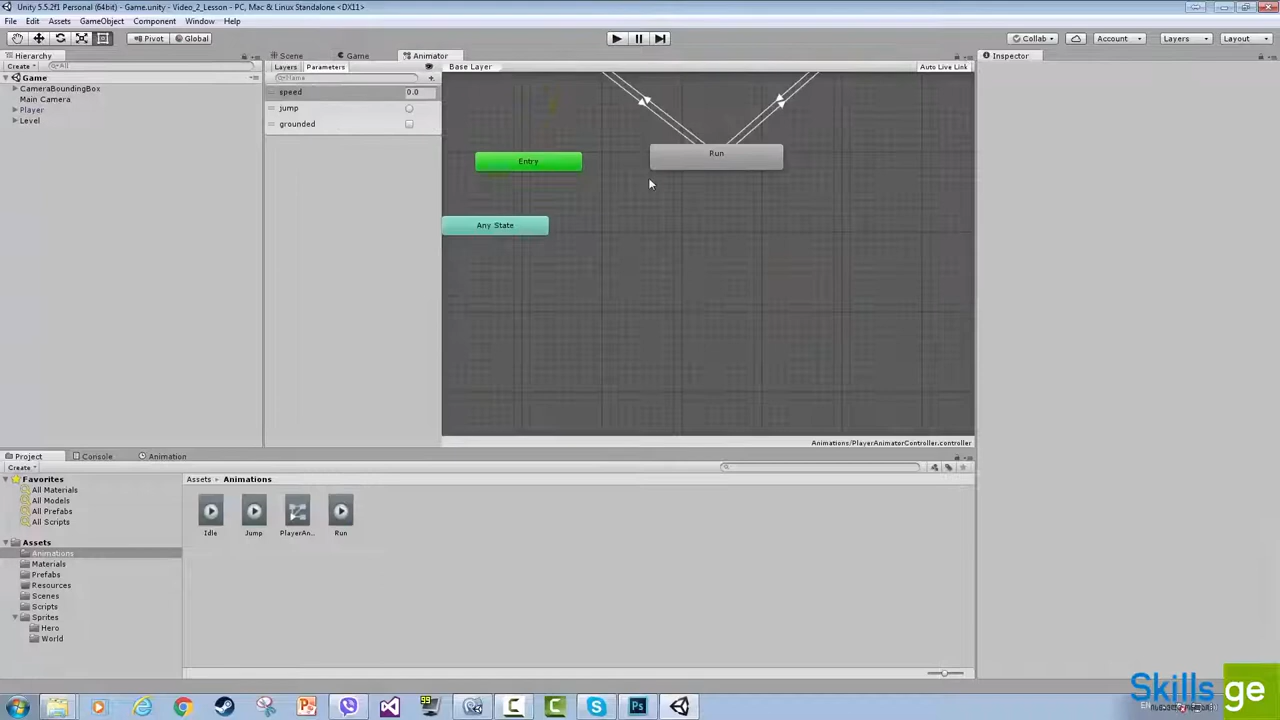 Unity 5.5.2f1 Personal (64bit) - Game.unity - Video_2_Lesson - PC, Mac & Linux Standalone <DX11>
File Edit Assets GameObject Component Window Help
Pivot Global Collab Account Layers Layout
Hierarchy Scene Game Animator Inspector
Create All Layers Parameters Base Layer Auto Live Link
Game Name
CameraBoundingBox speed 0.0
Main Camera
Player jump
Level grounded
Run
Entry
Any State
Animations/PlayerAnimatorController.controller
Project Console Animation
Create
Favorites Assets Animations
All Materials
All Models
All Prefabs
All Scripts
Idle Jump PlayerAn... Run
Assets
Animations
Materials
Prefabs
Resources
Scenes
Scripts
Sprites
Hero
World
99
Ps
Skills ge